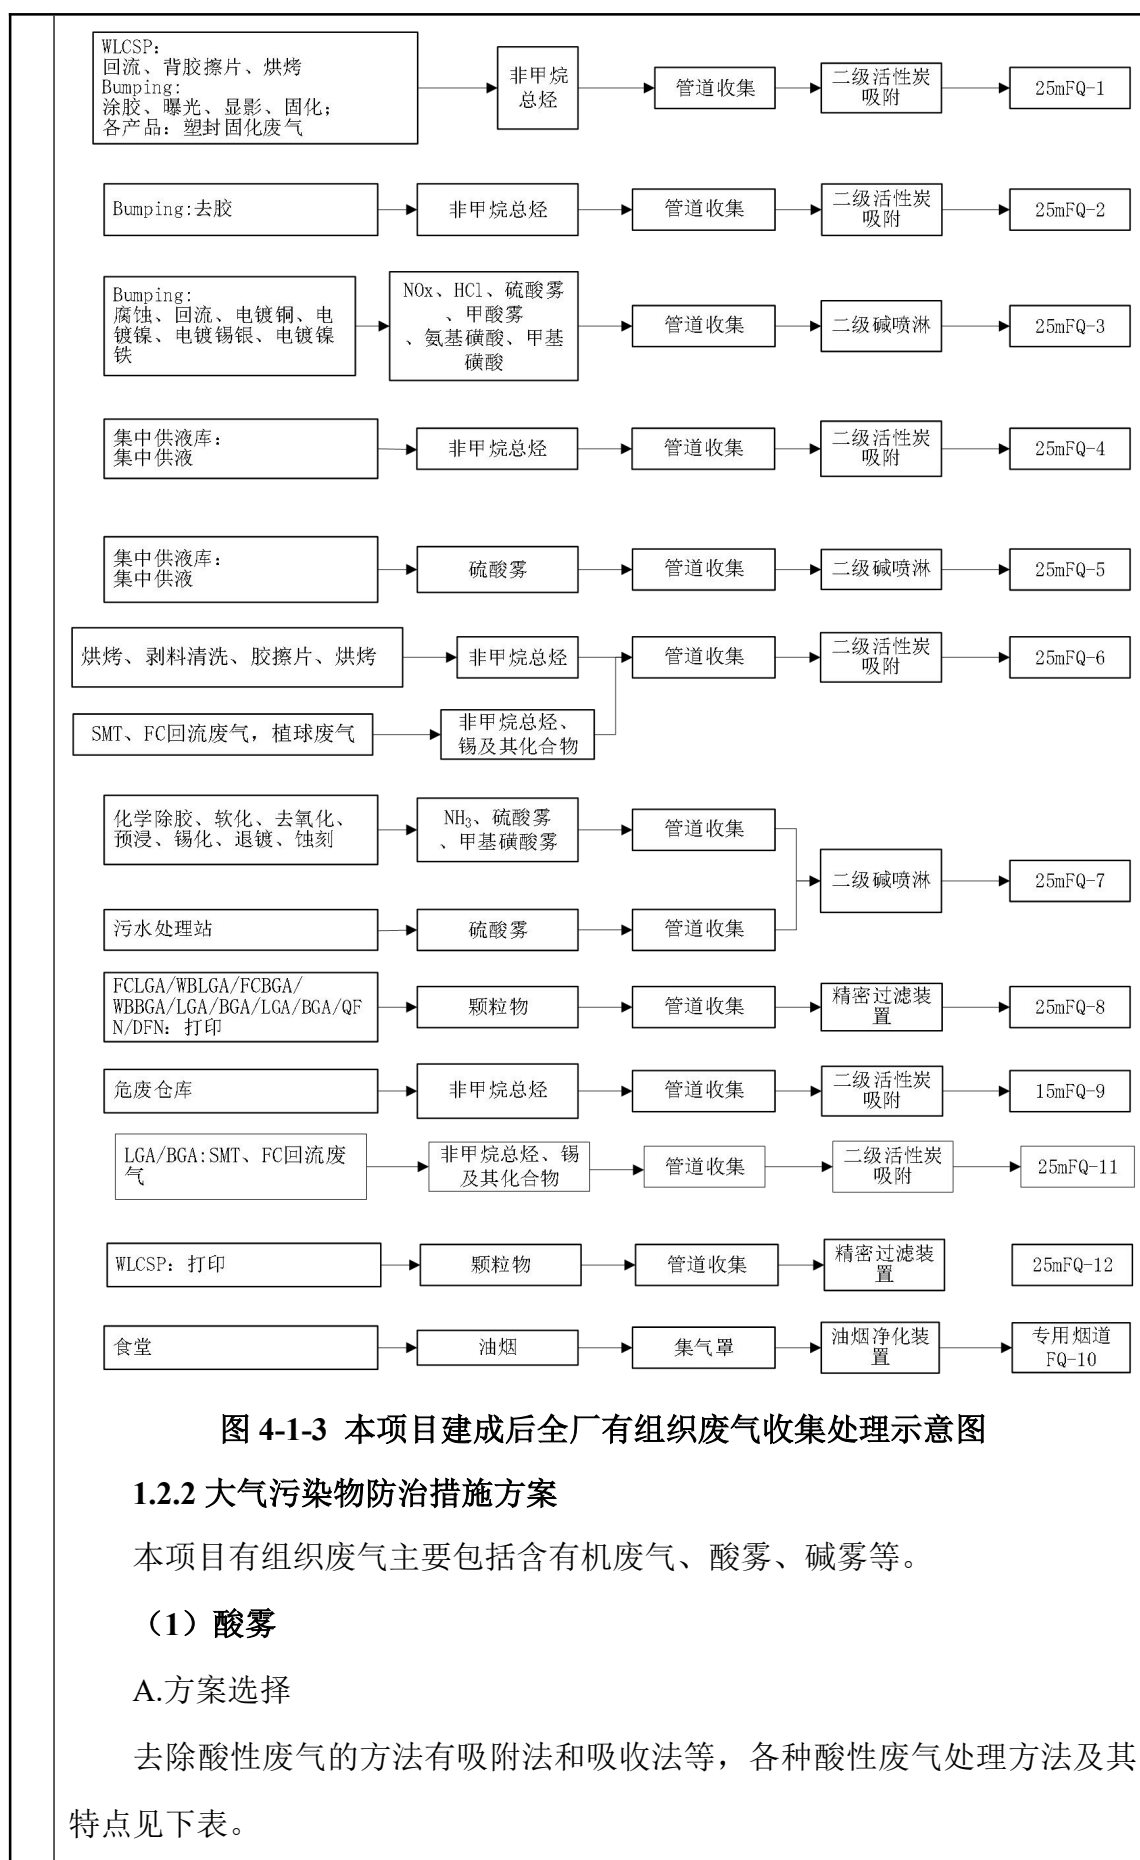 WLCSP:
回流、背胶擦片、烘烤
Bumping:
涂胶、曝光、显影、固化;
各产品: 塑封固化废气
非甲烷
总烃
管道收集
二级活性炭
吸附
25mFQ-1
Bumping:去胶
非甲烷总烃
管道收集
二级活性炭
吸附
25mFQ-2
Bumping:
腐蚀、回流、电镀铜、电
镀镍、电镀锡银、电镀镍
铁
NOx、HCl、硫酸雾
、甲酸雾
、氨基磺酸、甲基
磺酸
管道收集
二级碱喷淋
25mFQ-3
集中供液库:
集中供液
非甲烷总烃
管道收集
二级活性炭
吸附
25mFQ-4
集中供液库:
集中供液
硫酸雾
管道收集
二级碱喷淋
25mFQ-5
烘烤、剥料清洗、胶擦片、烘烤
非甲烷总烃
管道收集
二级活性炭
吸附
25mFQ-6
SMT、FC回流废气, 植球废气
非甲烷总烃、
锡及其化合物
化学除胶、软化、去氧化、
预浸、锡化、退镀、蚀刻
NH₃、硫酸雾
、甲基磺酸雾
管道收集
二级碱喷淋
25mFQ-7
污水处理站
硫酸雾
管道收集
FCLGA/WBLGA/FCBGA/
WBBGA/LGA/BGA/LGA/BGA/QF
N/DFN: 打印
颗粒物
管道收集
精密过滤装
置
25mFQ-8
危废仓库
非甲烷总烃
管道收集
二级活性炭
吸附
15mFQ-9
LGA/BGA:SMT、FC回流废
气
非甲烷总烃、锡
及其化合物
管道收集
二级活性炭
吸附
25mFQ-11
WLCSP: 打印
颗粒物
管道收集
精密过滤装
置
25mFQ-12
食堂
油烟
集气罩
油烟净化装
置
专用烟道
FQ-10
图 4-1-3 本项目建成后全厂有组织废气收集处理示意图
1.2.2 大气污染物防治措施方案
本项目有组织废气主要包括含有机废气、酸雾、碱雾等。
（1）酸雾
A.方案选择
去除酸性废气的方法有吸附法和吸收法等，各种酸性废气处理方法及其
特点见下表。